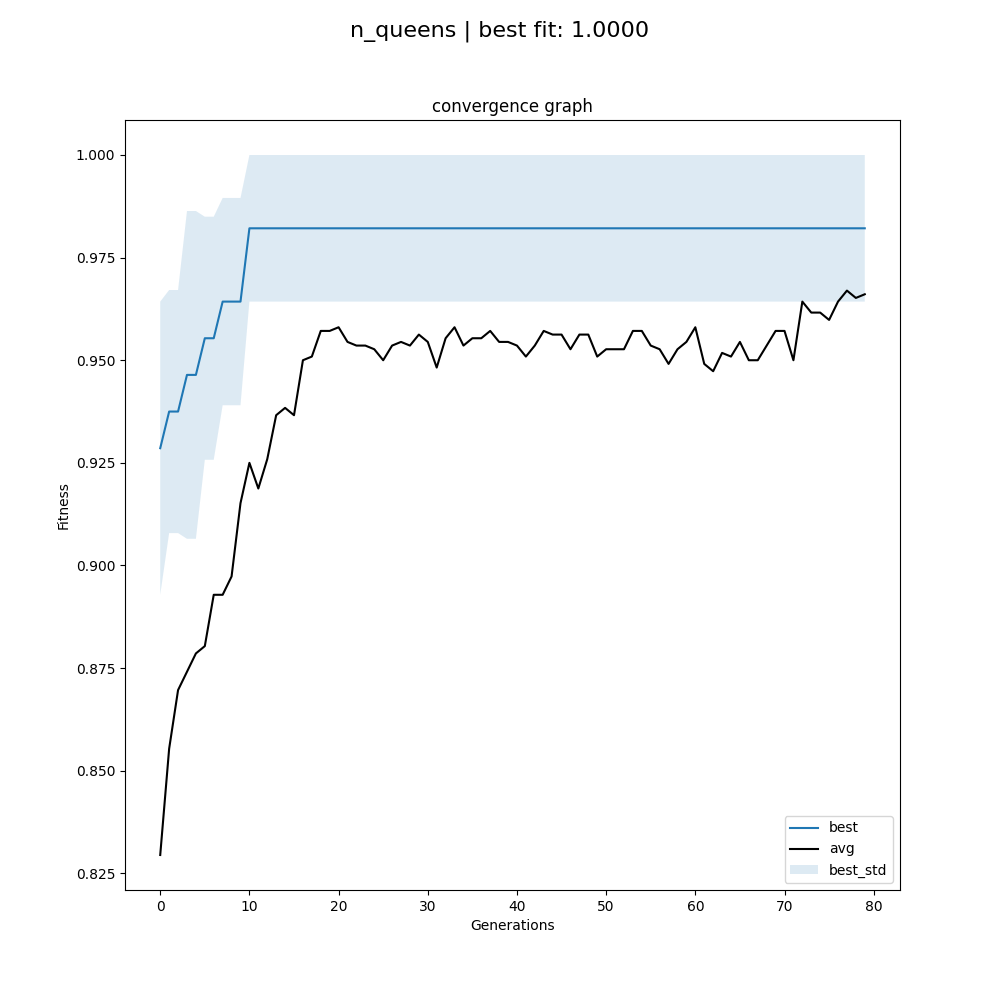 n_queens | best fit: 1.0000
convergence graph
1.000
0.975
0.950
0.925
0.900
0.875
0.850
0.825
Fitness
0 10 20 30 40 50 60 70 80
Generations
best
avg
best_std